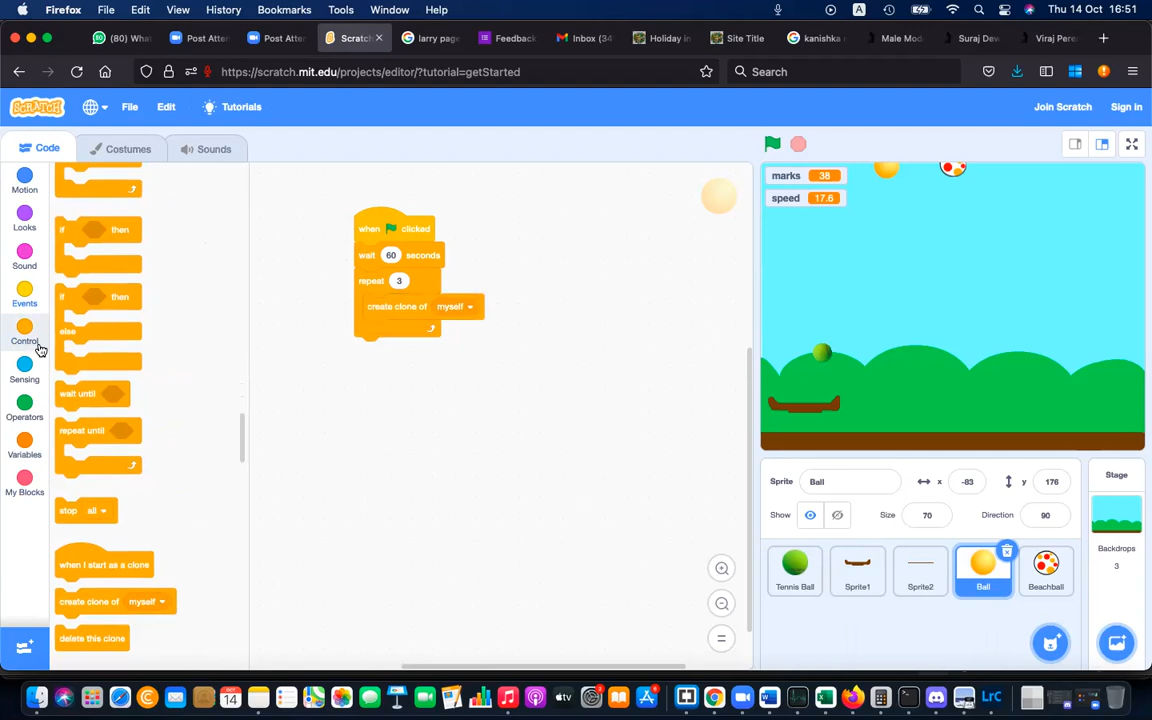 Firefox File Edit View History Bookmarks Tools Window Help A Thu 14 Oct 16:51
(80) What Post Atten Post Atten Scratch larry page Feedback Inbox (34 Holiday in Site Title kanishka Male Mod Suraj Dew Viraj Pere
https://scratch.mit.edu/projects/editor/?tutorial=getStarted Search
SCRATCH File Edit Tutorials Join Scratch Sign in
Code Costumes Sounds
Motion
Looks
Sound
Events
Control
Sensing
Operators
Variables
My Blocks
if then
if then
else
wait until
repeat until
stop all
when I start as a clone
create clone of myself
delete this clone
when clicked
wait 60 seconds
repeat 3
create clone of myself
marks 38
speed 17.6
Sprite Ball x -83 y 176
Show Size 70 Direction 90
Tennis Ball Sprite1 Sprite2 Ball Beachball
Stage
Backdrops
3
OCT
14
LrC